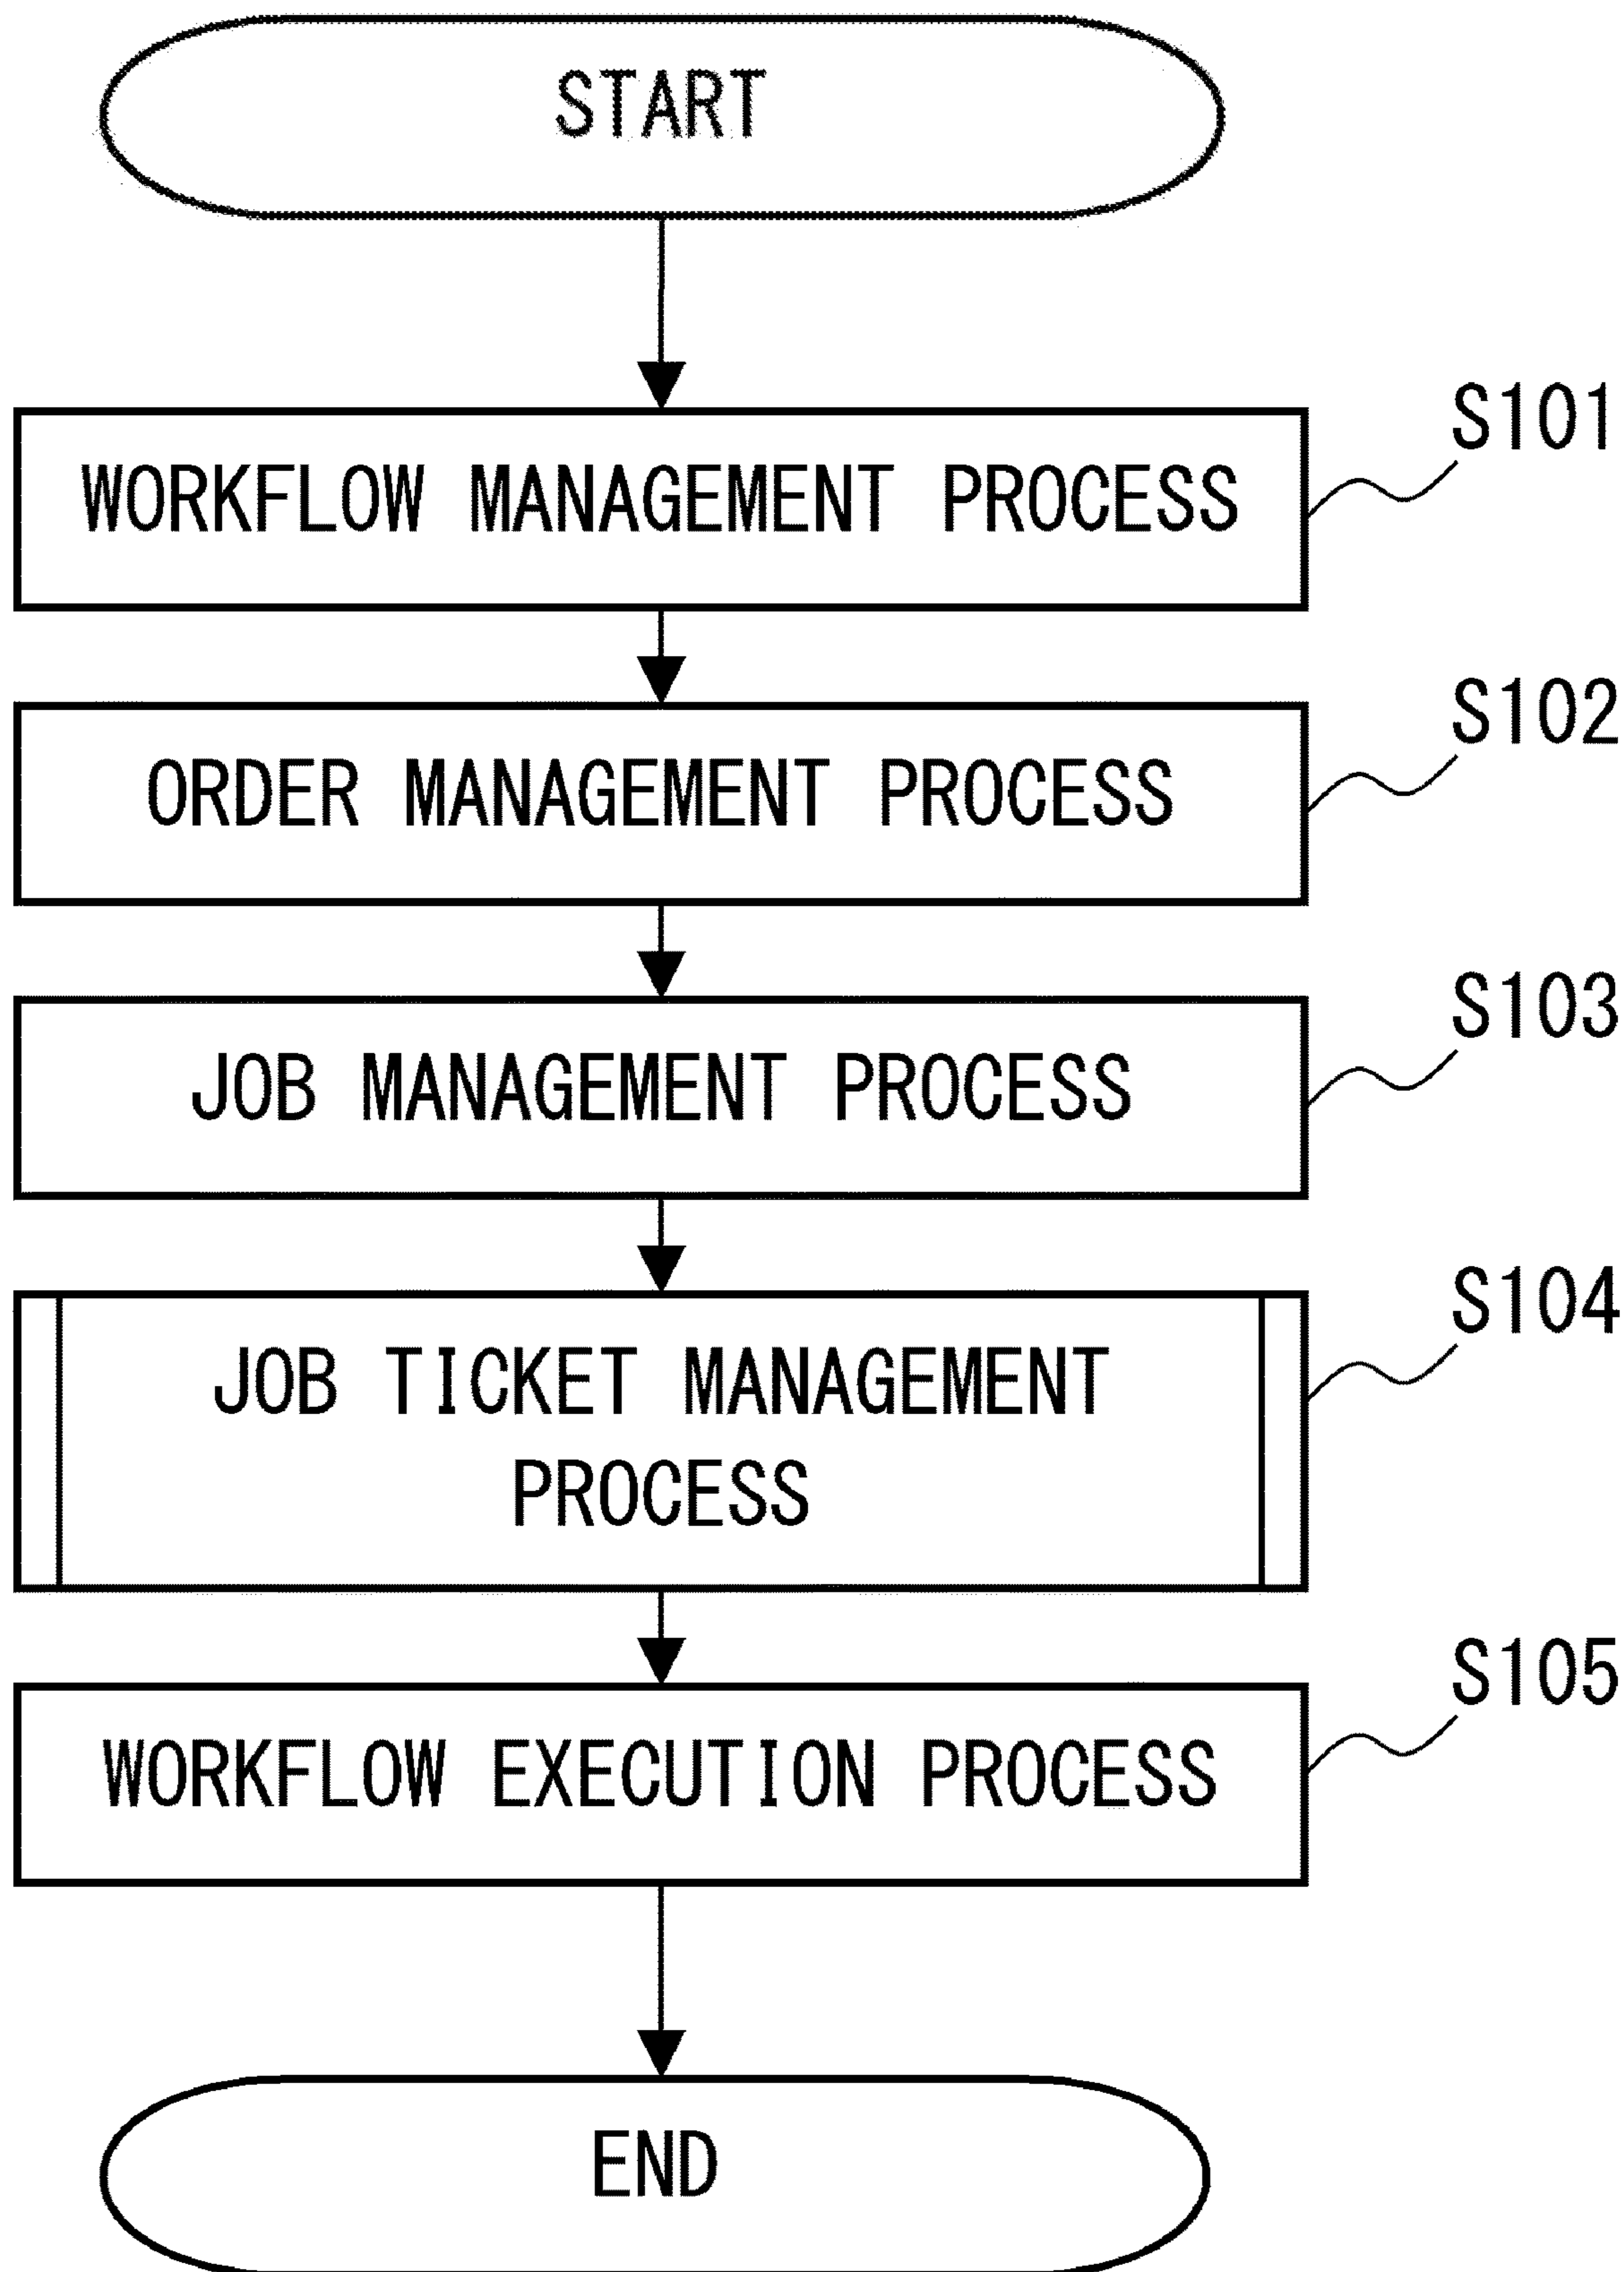 START
S101
WORKFLOW MANAGEMENT PROCESS
S102
ORDER MANAGEMENT PROCESS
S103
JOB MANAGEMENT PROCESS
S104
JOB TICKET MANAGEMENT
PROCESS
S105
WORKFLOW EXECUTION PROCESS
END